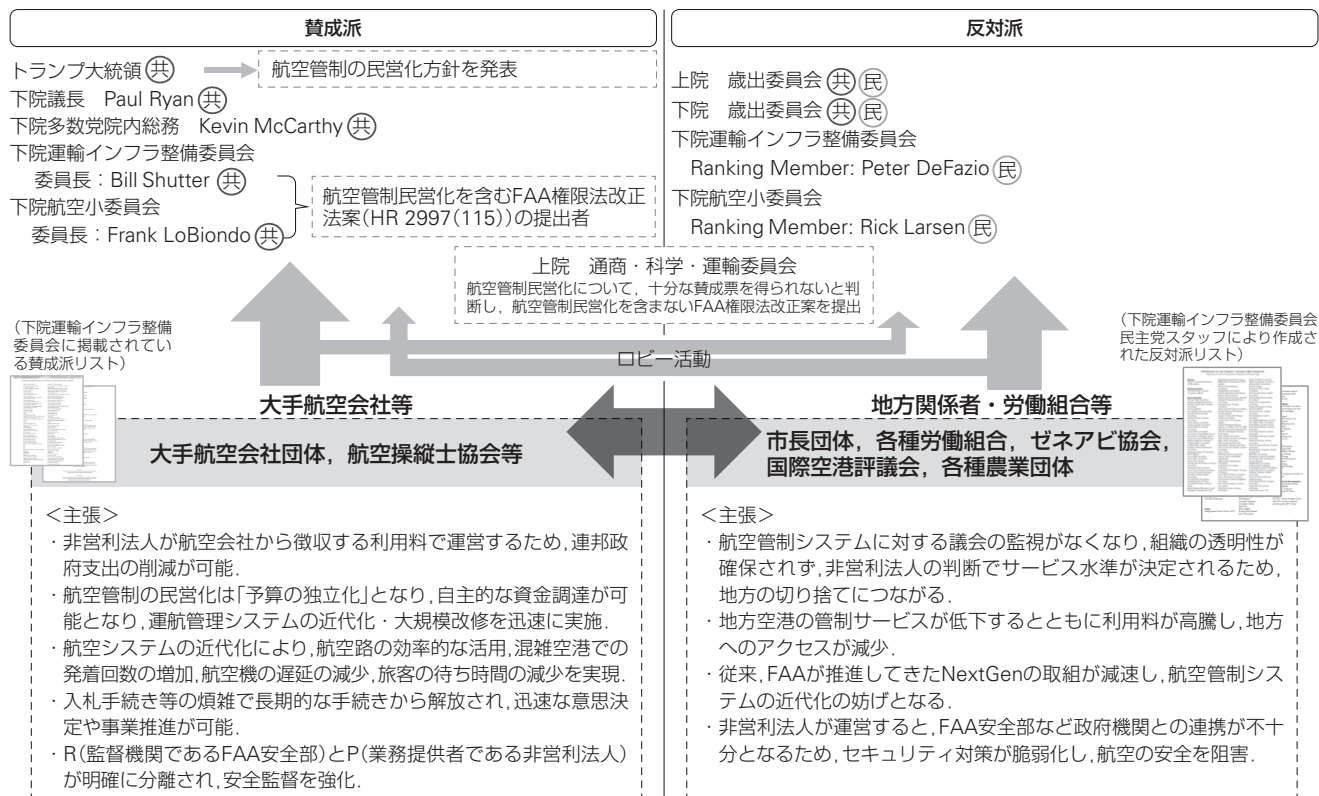 賛成派
トランプ大統領 共
航空管制の民営化方針を発表
下院議長　Paul Ryan 共
下院多数党院内総務　Kevin McCarthy 共
下院運輸インフラ整備委員会
委員長：Bill Shutter 共
下院航空小委員会
委員長：Frank LoBiondo 共
航空管制民営化を含むFAA権限法改正
法案(HR 2997(115))の提出者
反対派
上院　歳出委員会 共 民
下院　歳出委員会 共 民
下院運輸インフラ整備委員会
Ranking Member: Peter DeFazio 民
下院航空小委員会
Ranking Member: Rick Larsen 民
上院　通商・科学・運輸委員会
航空管制民営化について，十分な賛成票を得られないと判
断し，航空管制民営化を含まないFAA権限法改正案を提出
（下院運輸インフラ整備
委員会に掲載されてい
る賛成派リスト）
ロビー活動
（下院運輸インフラ整備委員会
民主党スタッフにより作成さ
れた反対派リスト）
大手航空会社等
大手航空会社団体，航空操縦士協会等
＜主張＞
・非営利法人が航空会社から徴収する利用料で運営するため，連邦政
府支出の削減が可能．
・航空管制の民営化は「予算の独立化」となり，自主的な資金調達が可
能となり，運航管理システムの近代化・大規模改修を迅速に実施．
・航空システムの近代化により，航空路の効率的な活用，混雑空港での
発着回数の増加，航空機の遅延の減少，旅客の待ち時間の減少を実現．
・入札手続き等の煩雑で長期的な手続きから解放され，迅速な意思決
定や事業推進が可能．
・R（監督機関であるFAA安全部）とP（業務提供者である非営利法人）
が明確に分離され，安全監督を強化．
地方関係者・労働組合等
市長団体，各種労働組合，ゼネアビ協会，
国際空港評議会，各種農業団体
＜主張＞
・航空管制システムに対する議会の監視がなくなり，組織の透明性が
確保されず，非営利法人の判断でサービス水準が決定されるため，
地方の切り捨てにつながる．
・地方空港の管制サービスが低下するとともに利用料が高騰し，地方
へのアクセスが減少．
・従来，FAAが推進してきたNextGenの取組が減速し，航空管制シス
テムの近代化の妨げとなる．
・非営利法人が運営すると，FAA安全部など政府機関との連携が不十
分となるため，セキュリティ対策が脆弱化し，航空の安全を阻害．